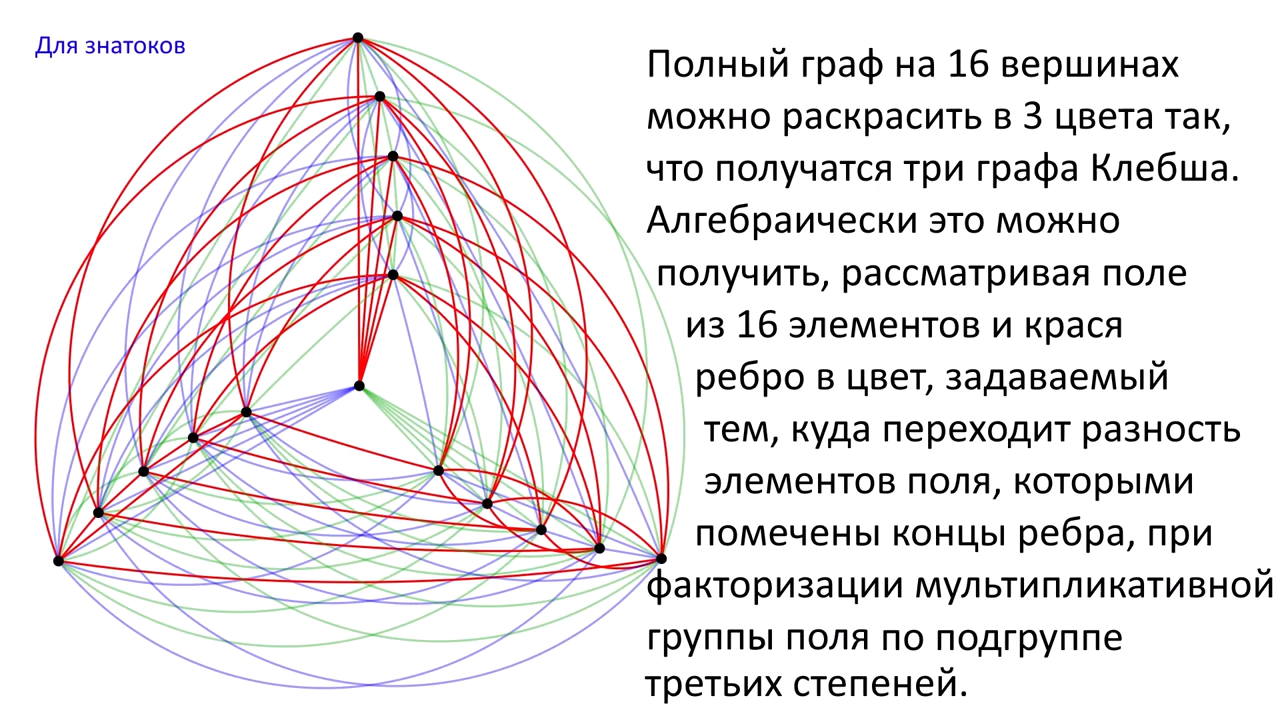 Для знатоков
Полный граф на 16 вершинах
можно раскрасить в 3 цвета так,
что получатся три графа Клебша.
Алгебраически это можно
получить, рассматривая поле
из 16 элементов и крася
ребро в цвет, задаваемый
тем, куда переходит разность
элементов поля, которыми
помечены концы ребра, при
факторизации мультипликативной
группы поля по подгруппе
третьих степеней.